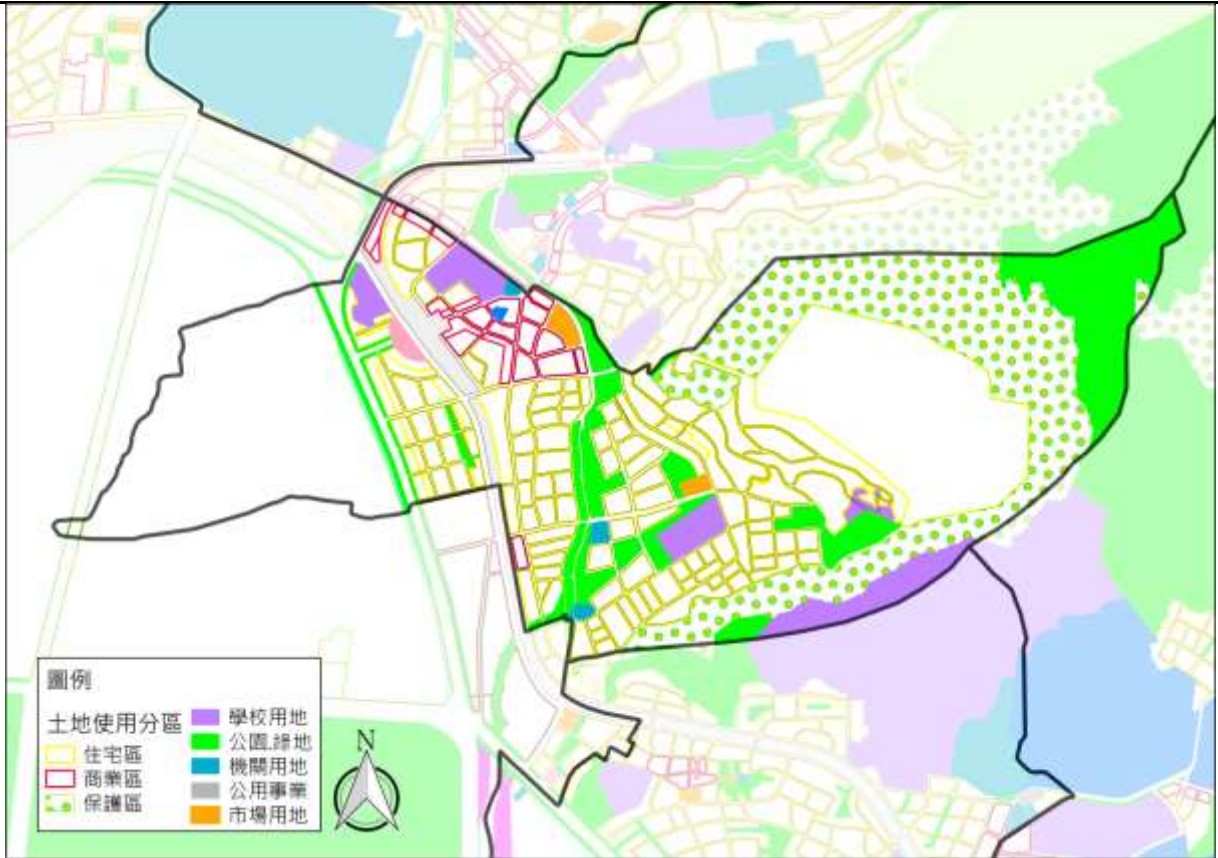 圖例
土地使用分區
住宅區
商業區
保護區
學校用地
公園.綠地
機關用地
公用事業
市場用地
N